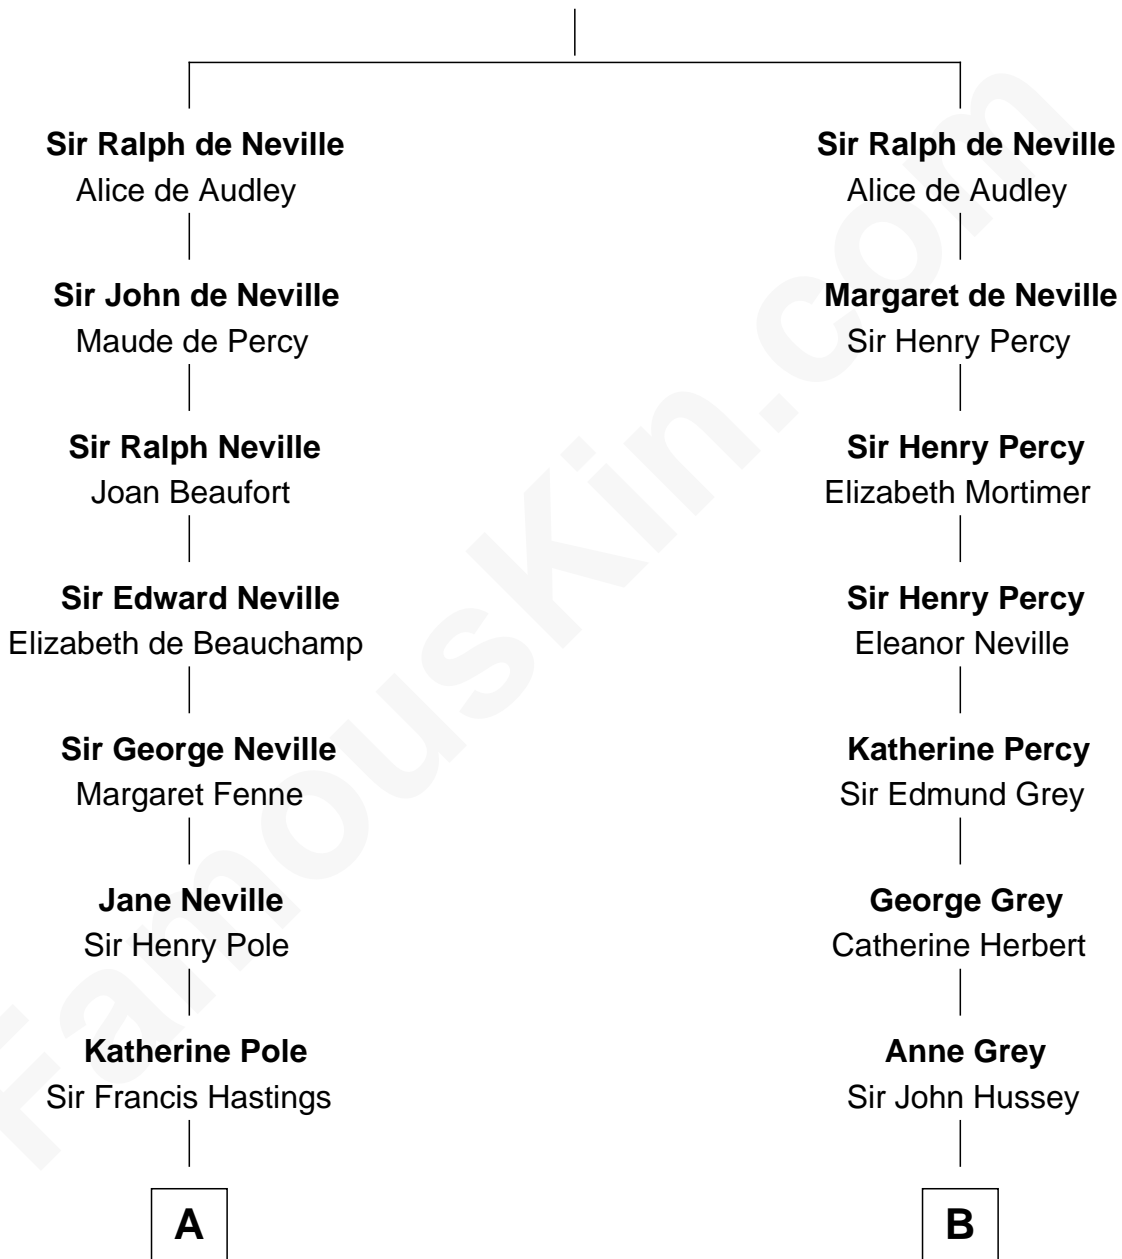 Sir Ralph de Neville
Alice de Audley
Sir John de Neville
Maude de Percy
Sir Ralph Neville
Joan Beaufort
Sir Edward Neville
Elizabeth de Beauchamp
Sir George Neville
Margaret Fenne
Jane Neville
Sir Henry Pole
Katherine Pole
Sir Francis Hastings
A
Sir Ralph de Neville
Alice de Audley
Margaret de Neville
Sir Henry Percy
Sir Henry Percy
Elizabeth Mortimer
Sir Henry Percy
Eleanor Neville
Katherine Percy
Sir Edmund Grey
George Grey
Catherine Herbert
Anne Grey
Sir John Hussey
B
FamousKin.com